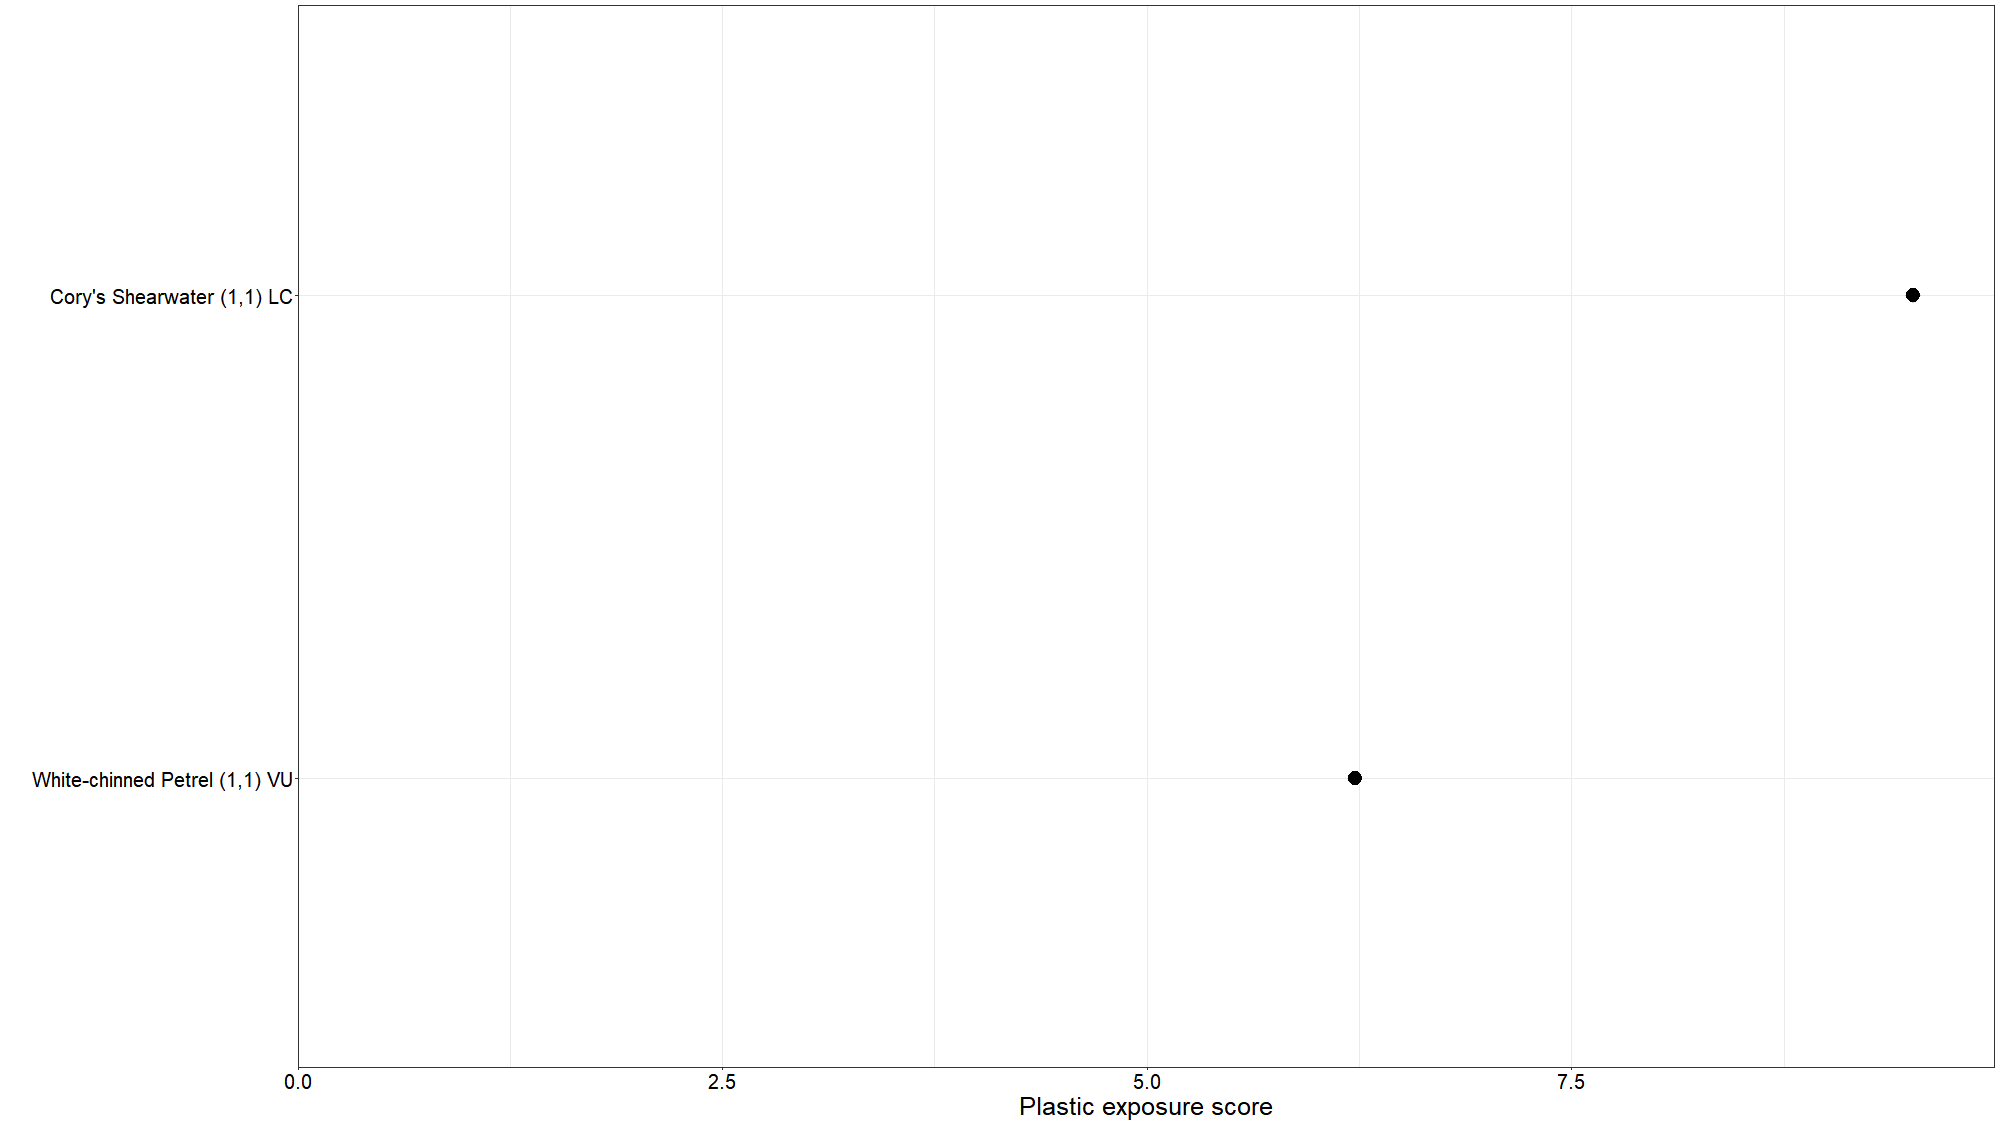 Cory's Shearwater (1,1) LC
White-chinned Petrel (1,1) VU
0.0 2.5 5.0 7.5
Plastic exposure score